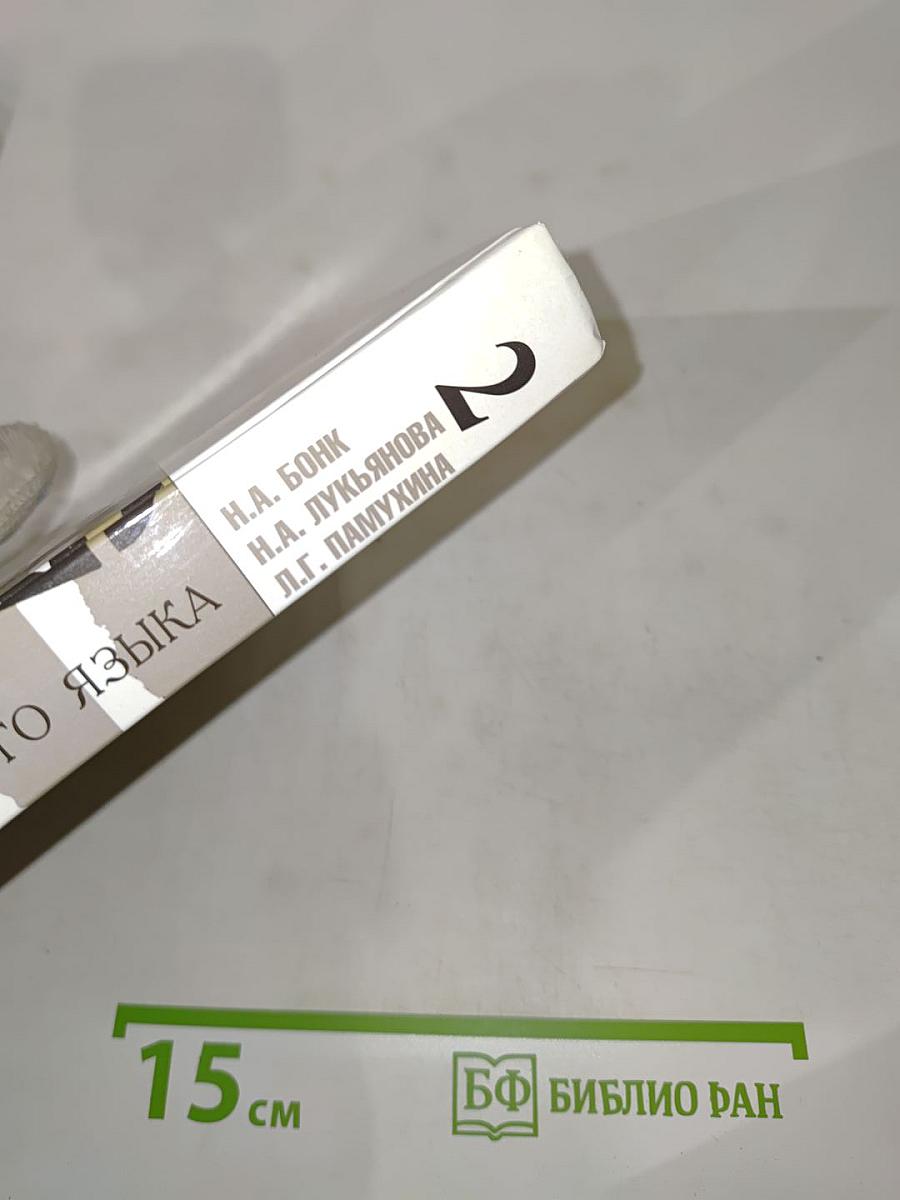 2
Н.А. БОНК
Н.А. ЛУКЬЯНОВА
Л.Г. ПАМУХИНА
ГО ЯЗЫКА
15 см
БФ БИБЛИО ФАН